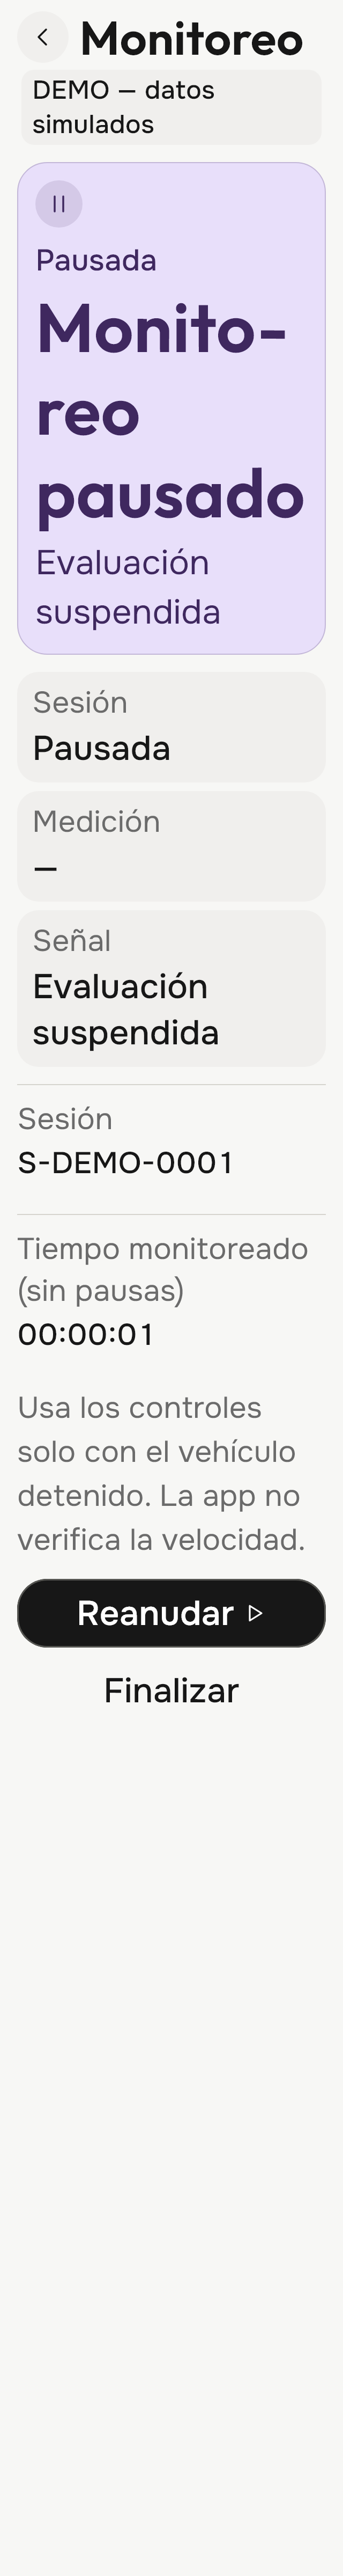 Monitoreo
DEMO — datos
simulados
Pausada
Monito-
reo
pausado
Evaluación
suspendida
Sesión
Pausada
Medición
—
Señal
Evaluación
suspendida
Sesión
S-DEMO-0001
Tiempo monitoreado
(sin pausas)
00:00:01
Usa los controles
solo con el vehículo
detenido. La app no
verifica la velocidad.
Reanudar
Finalizar